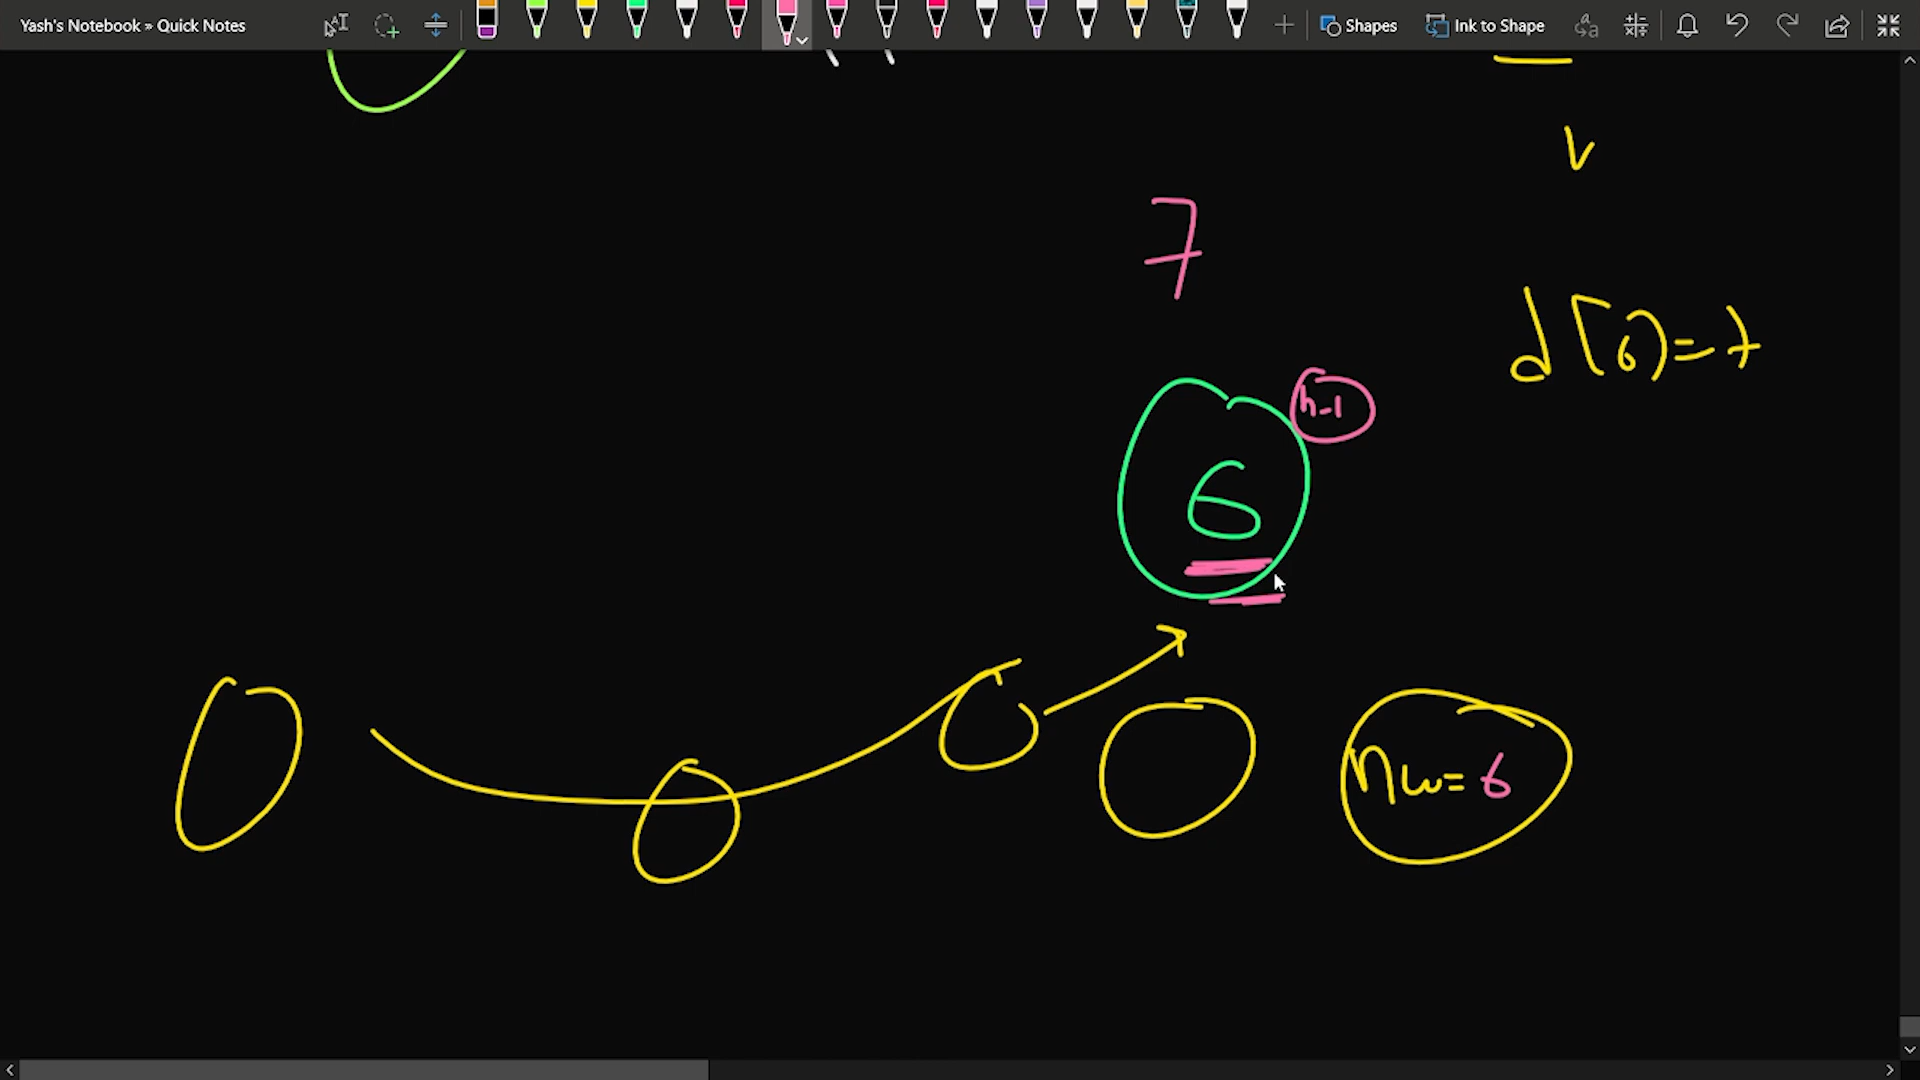 Yash's Notebook » Quick Notes
Shapes
Ink to Shape
v
7
d[6]=7
n-1
6
nw=6